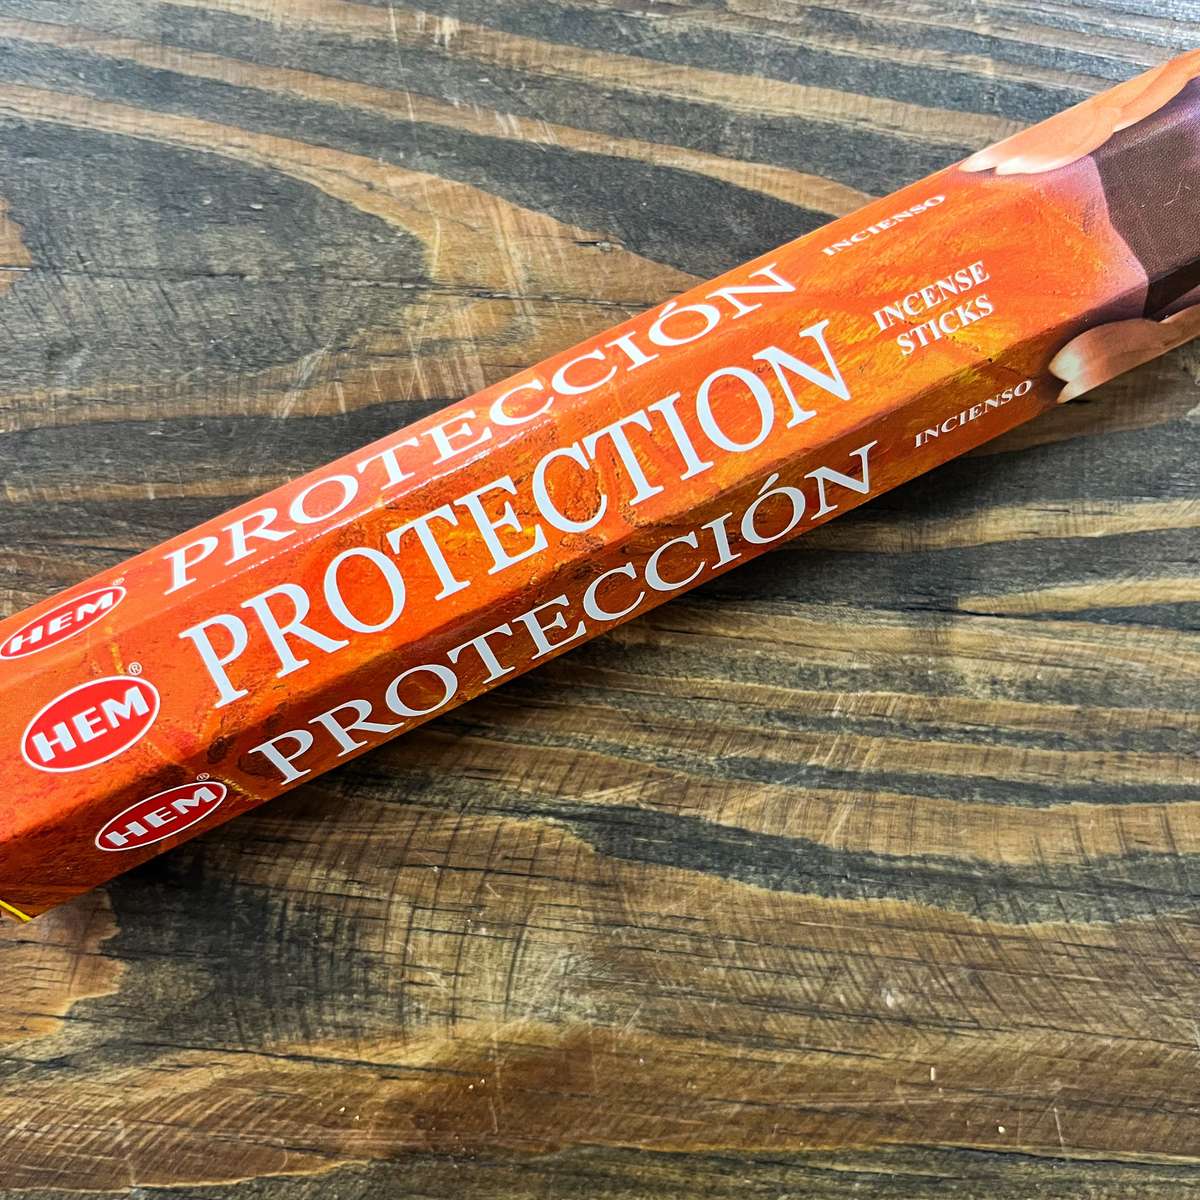 HEM®
PROTECCIÓN
INCIENSO
HEM®
PROTECTION
INCENSE
STICKS
HEM®
PROTECCIÓN
INCIENSO